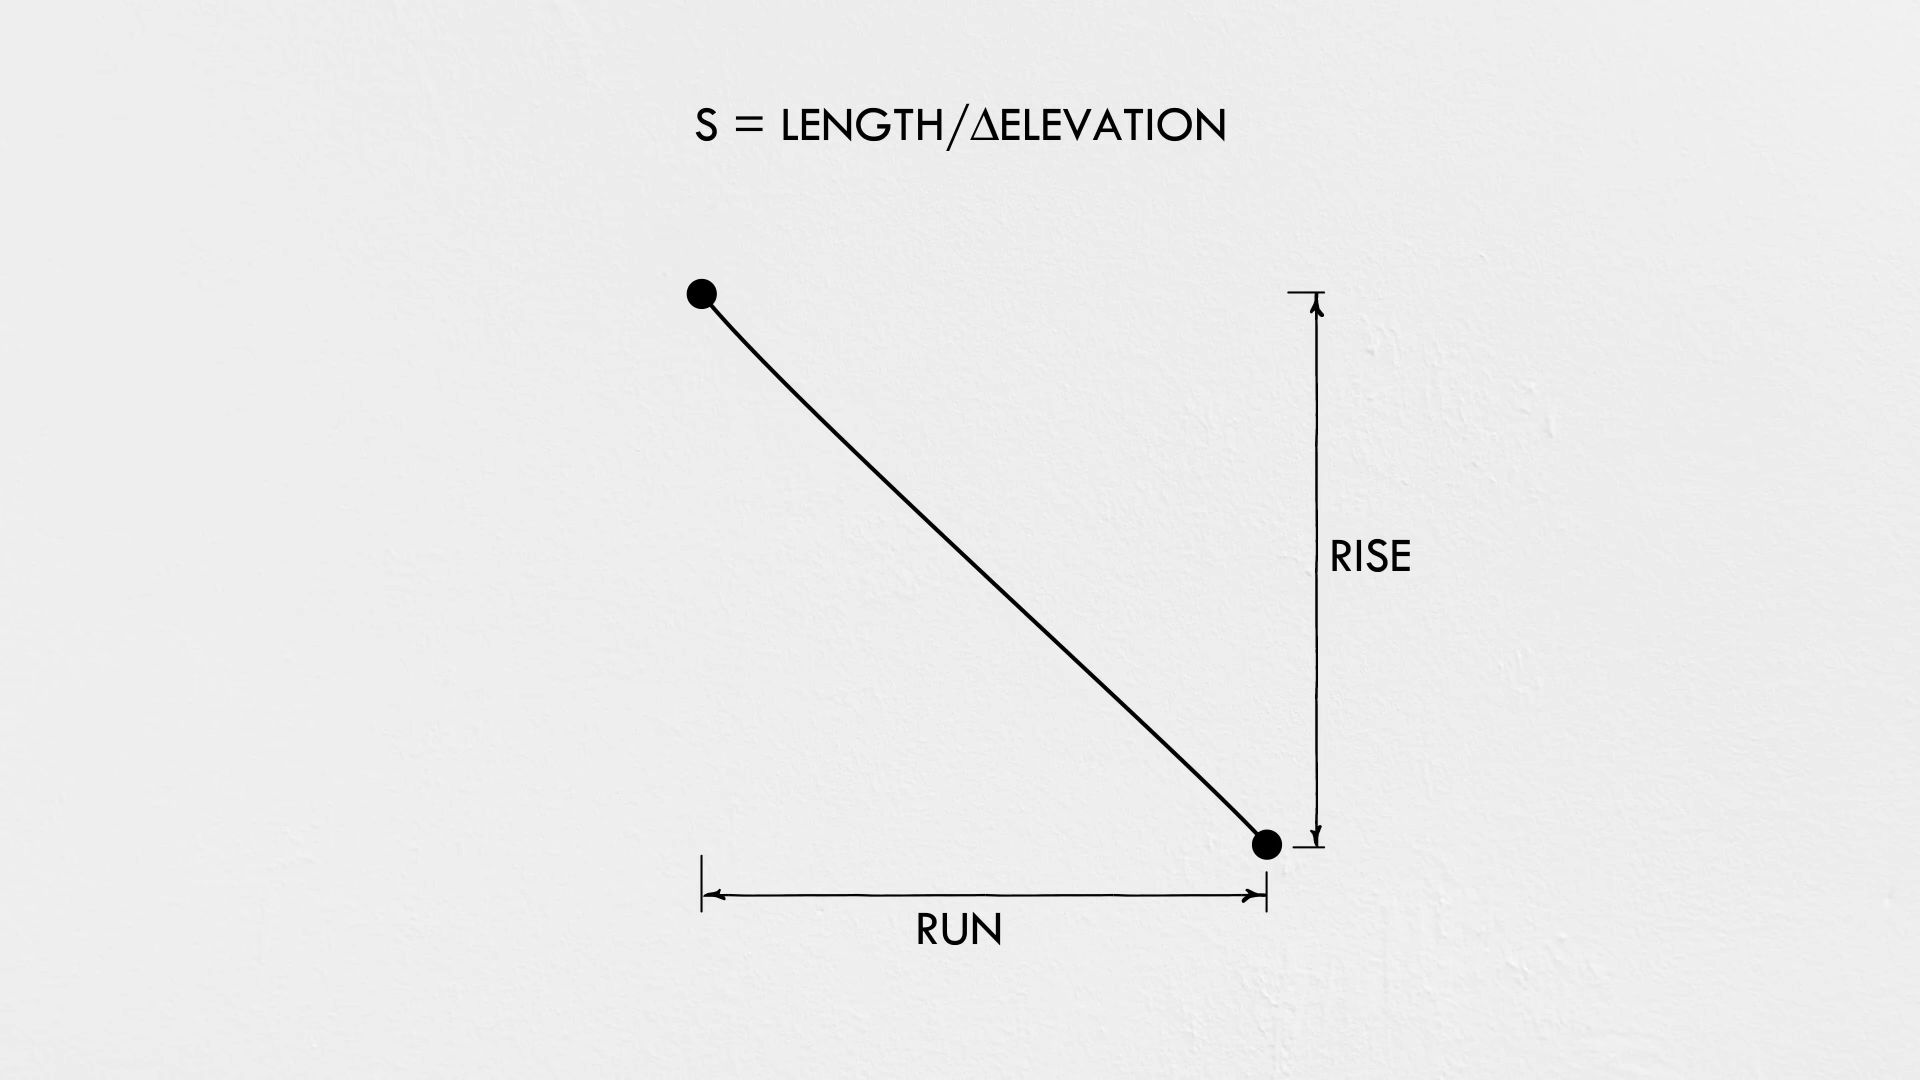 S = LENGTH/ΔELEVATION
RISE
RUN